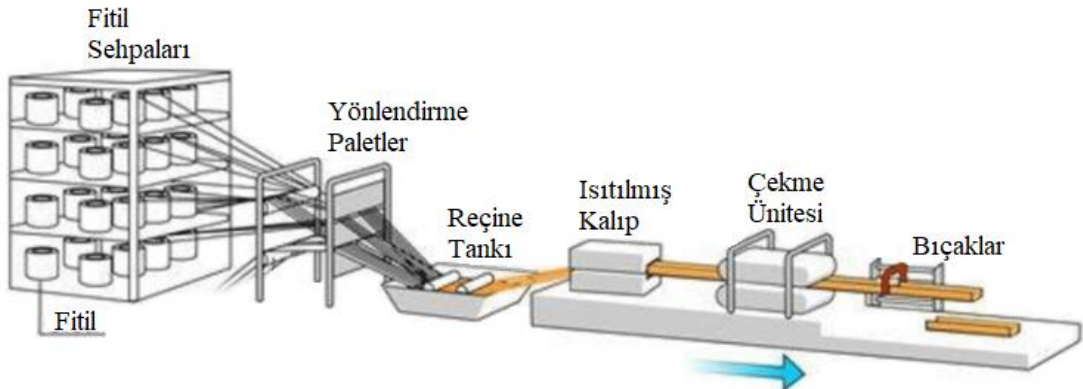 Fitil
Sehpaları
Yönlendirme
Paletler
Reçine
Tankı
Isıtılmış
Kalıp
Çekme
Ünitesi
Bıçaklar
Fitil